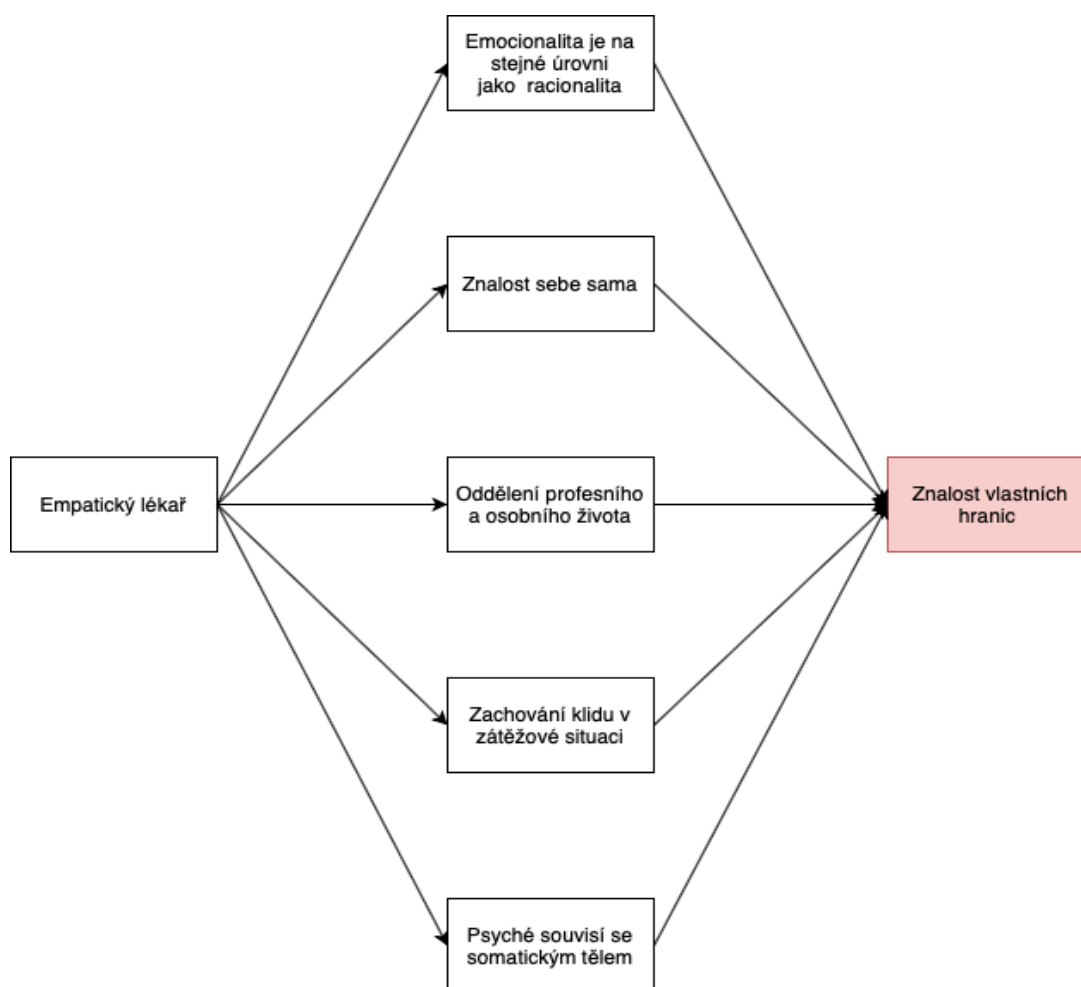 Emocionalita je na
stejné úrovni
jako  racionalita
Znalost sebe sama
Empatický lékař
Oddělení profesního
a osobního života
Znalost vlastních
hranic
Zachování klidu v
zátěžové situaci
Psyché souvisí se
somatickým tělem